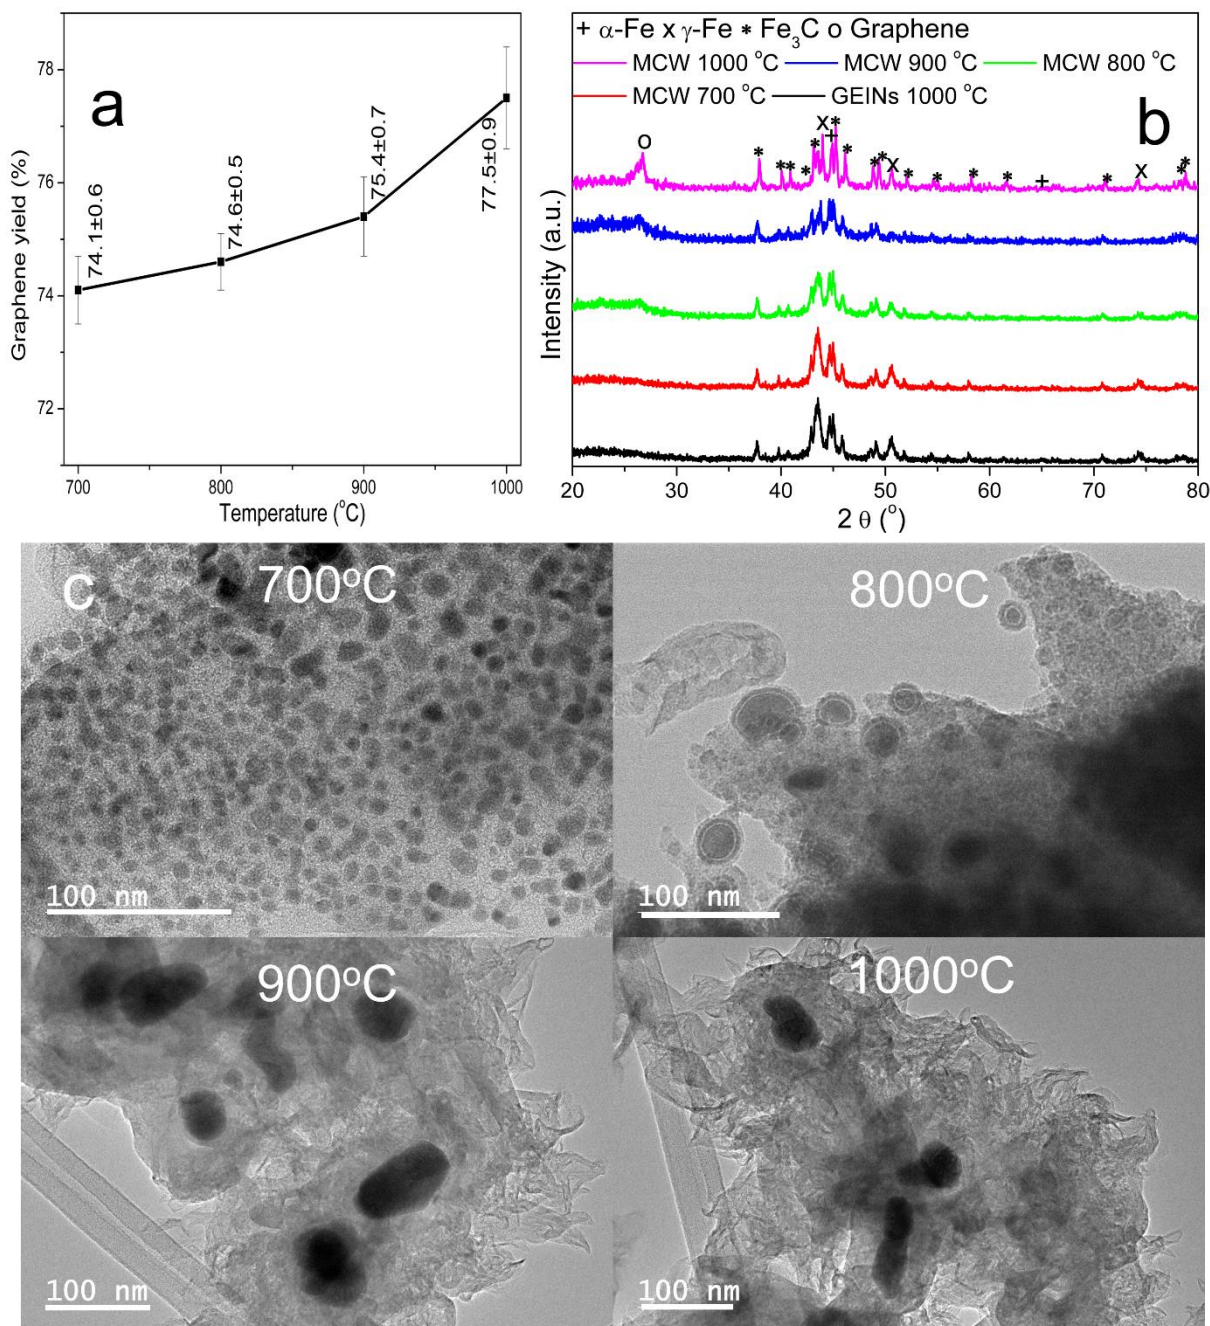 a
Graphene yield (%)
78
76
74
72
74.1±0.6
74.6±0.5
75.4±0.7
77.5±0.9
700
800
900
1000
Temperature (°C)
b
+ α-Fe x γ-Fe * Fe₃C o Graphene
MCW 1000 °C MCW 900 °C MCW 800 °C
MCW 700 °C GEINs 1000 °C
o * * * * * x + * * * * x * * * * * + * x * *
Intensity (a.u.)
20 30 40 50 60 70 80
2 θ (°)
c
700°C
100 nm
800°C
100 nm
900°C
100 nm
1000°C
100 nm